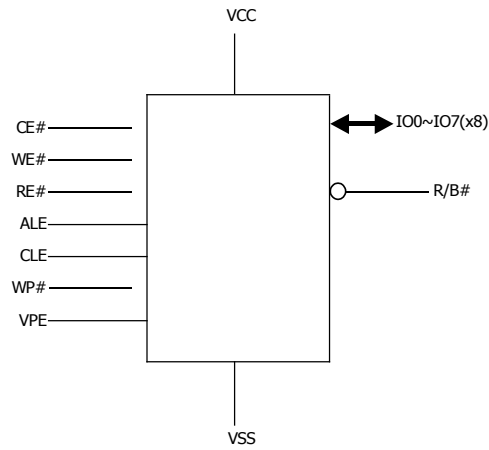 VCC
CE#
IO0~IO7(x8)
WE#
RE#
R/B#
ALE
CLE
WP#
VPE
VSS